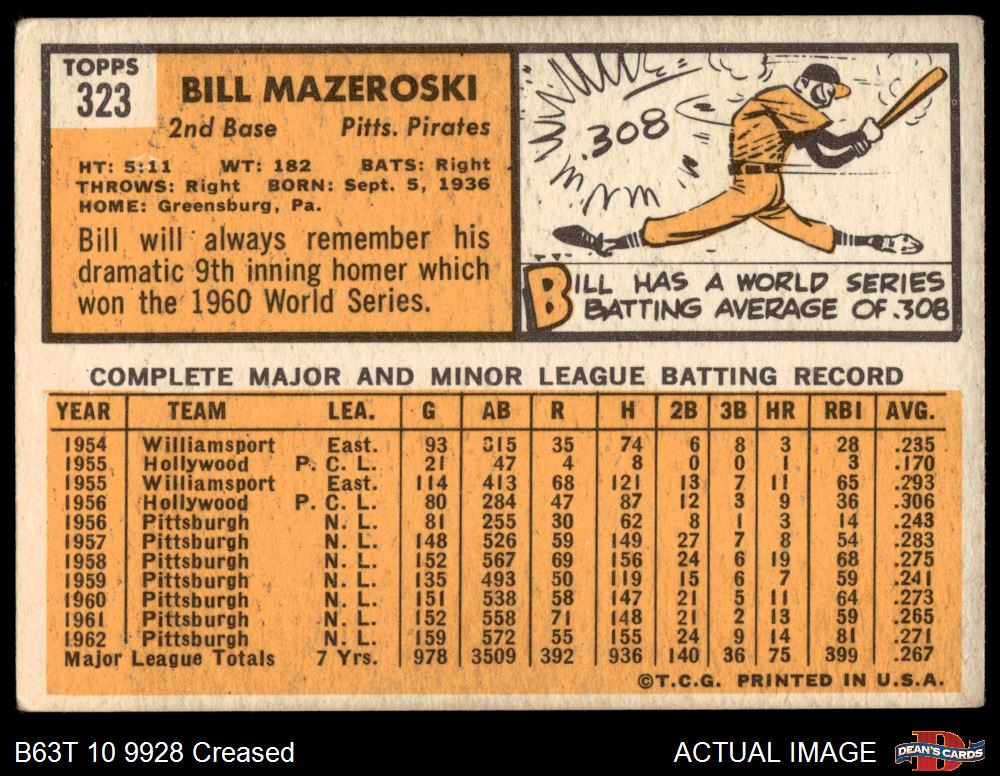 TOPPS
323
BILL MAZEROSKI
2nd Base Pitts. Pirates
HT: 5:11 WT: 182 BATS: Right
THROWS: Right BORN: Sept. 5, 1936
HOME: Greensburg, Pa.
Bill will always remember his
dramatic 9th inning homer which
won the 1960 World Series.
.308
BILL HAS A WORLD SERIES
BATTING AVERAGE OF .308
COMPLETE MAJOR AND MINOR LEAGUE BATTING RECORD
YEAR TEAM LEA. G AB R H 2B 3B HR RBI AVG.
1954 Williamsport East. 93 315 35 74 6 8 3 28 .235
1955 Hollywood P. C. L. 21 47 4 8 0 0 1 3 .170
1955 Williamsport East. 114 413 68 121 13 7 11 65 .293
1956 Hollywood P. C. L. 80 284 47 87 12 3 9 36 .306
1956 Pittsburgh N. L. 81 255 30 62 8 1 3 14 .243
1957 Pittsburgh N. L. 148 526 59 149 27 7 8 54 .283
1958 Pittsburgh N. L. 152 567 69 156 24 6 19 68 .275
1959 Pittsburgh N. L. 135 493 50 119 15 6 7 59 .241
1960 Pittsburgh N. L. 151 538 58 147 21 5 11 64 .273
1961 Pittsburgh N. L. 152 558 71 148 21 2 13 59 .265
1962 Pittsburgh N. L. 159 572 55 155 24 9 14 81 .271
Major League Totals 7 Yrs. 978 3509 392 936 140 36 75 399 .267
©T.C.G. PRINTED IN U.S.A.
B63T 10 9928 Creased ACTUAL IMAGE DEAN'S CARDS